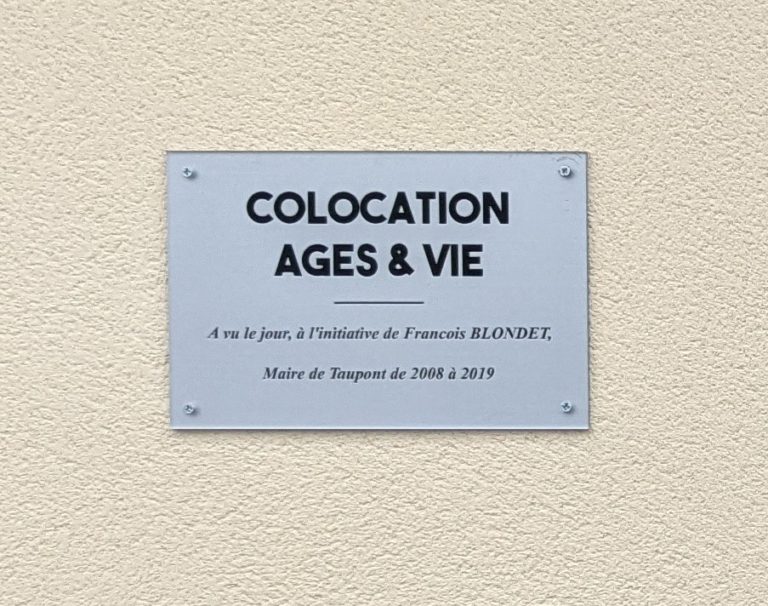 COLOCATION
AGES & VIE
A vu le jour, à l'initiative de Francois BLONDET,
Maire de Taupont de 2008 à 2019